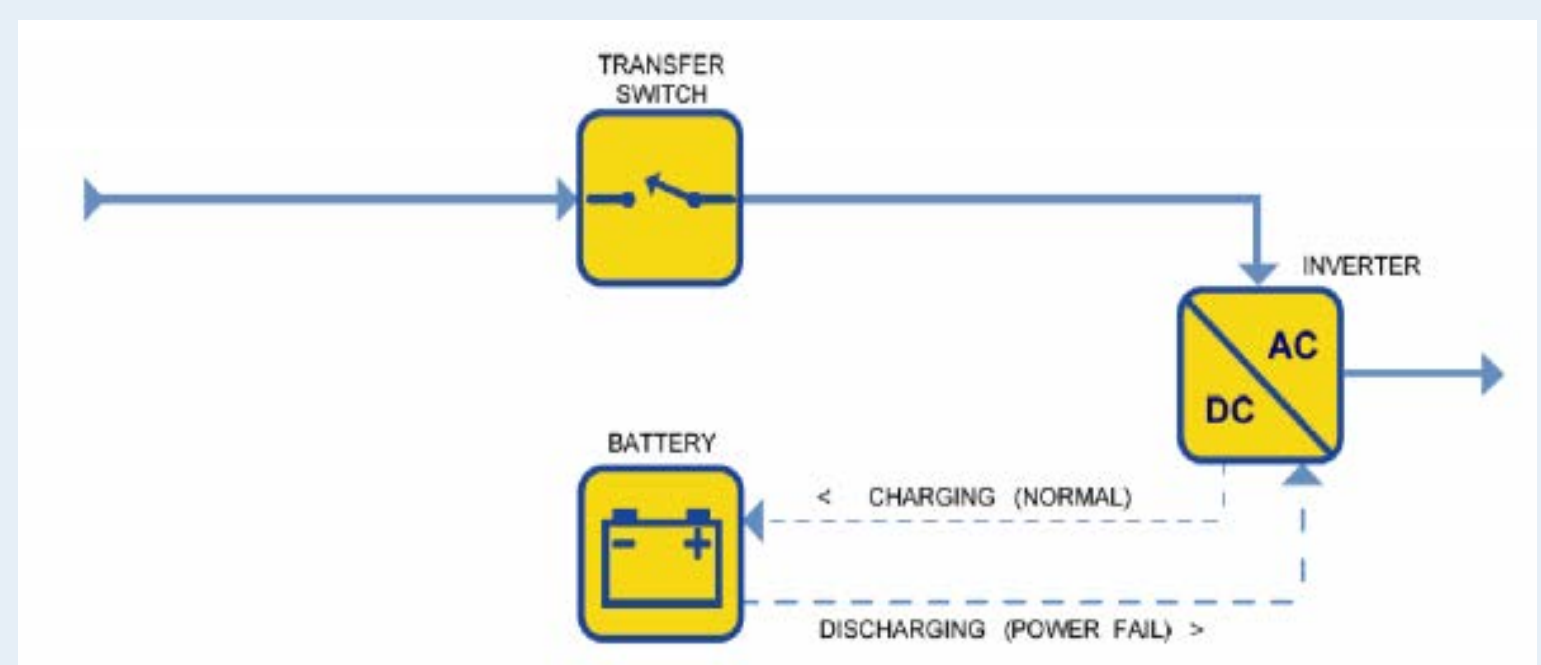 TRANSFER
SWITCH
INVERTER
AC
DC
BATTERY
- +
< CHARGING (NORMAL)
DISCHARGING (POWER FAIL) >